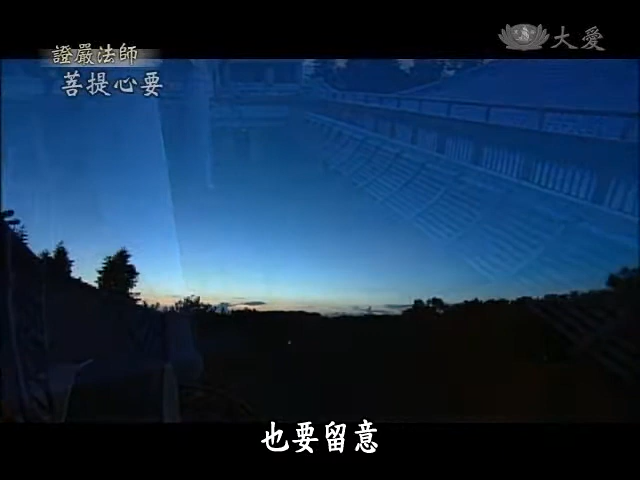 證嚴法師
菩提心要
大愛
也要留意